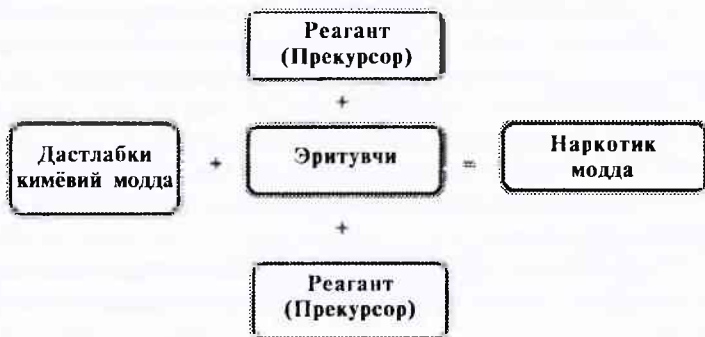 Реагант
(Прекурсор)
+
Дастлабки
кимёвий модда
+
Эритувчи
=
Наркотик
модда
+
Реагант
(Прекурсор)